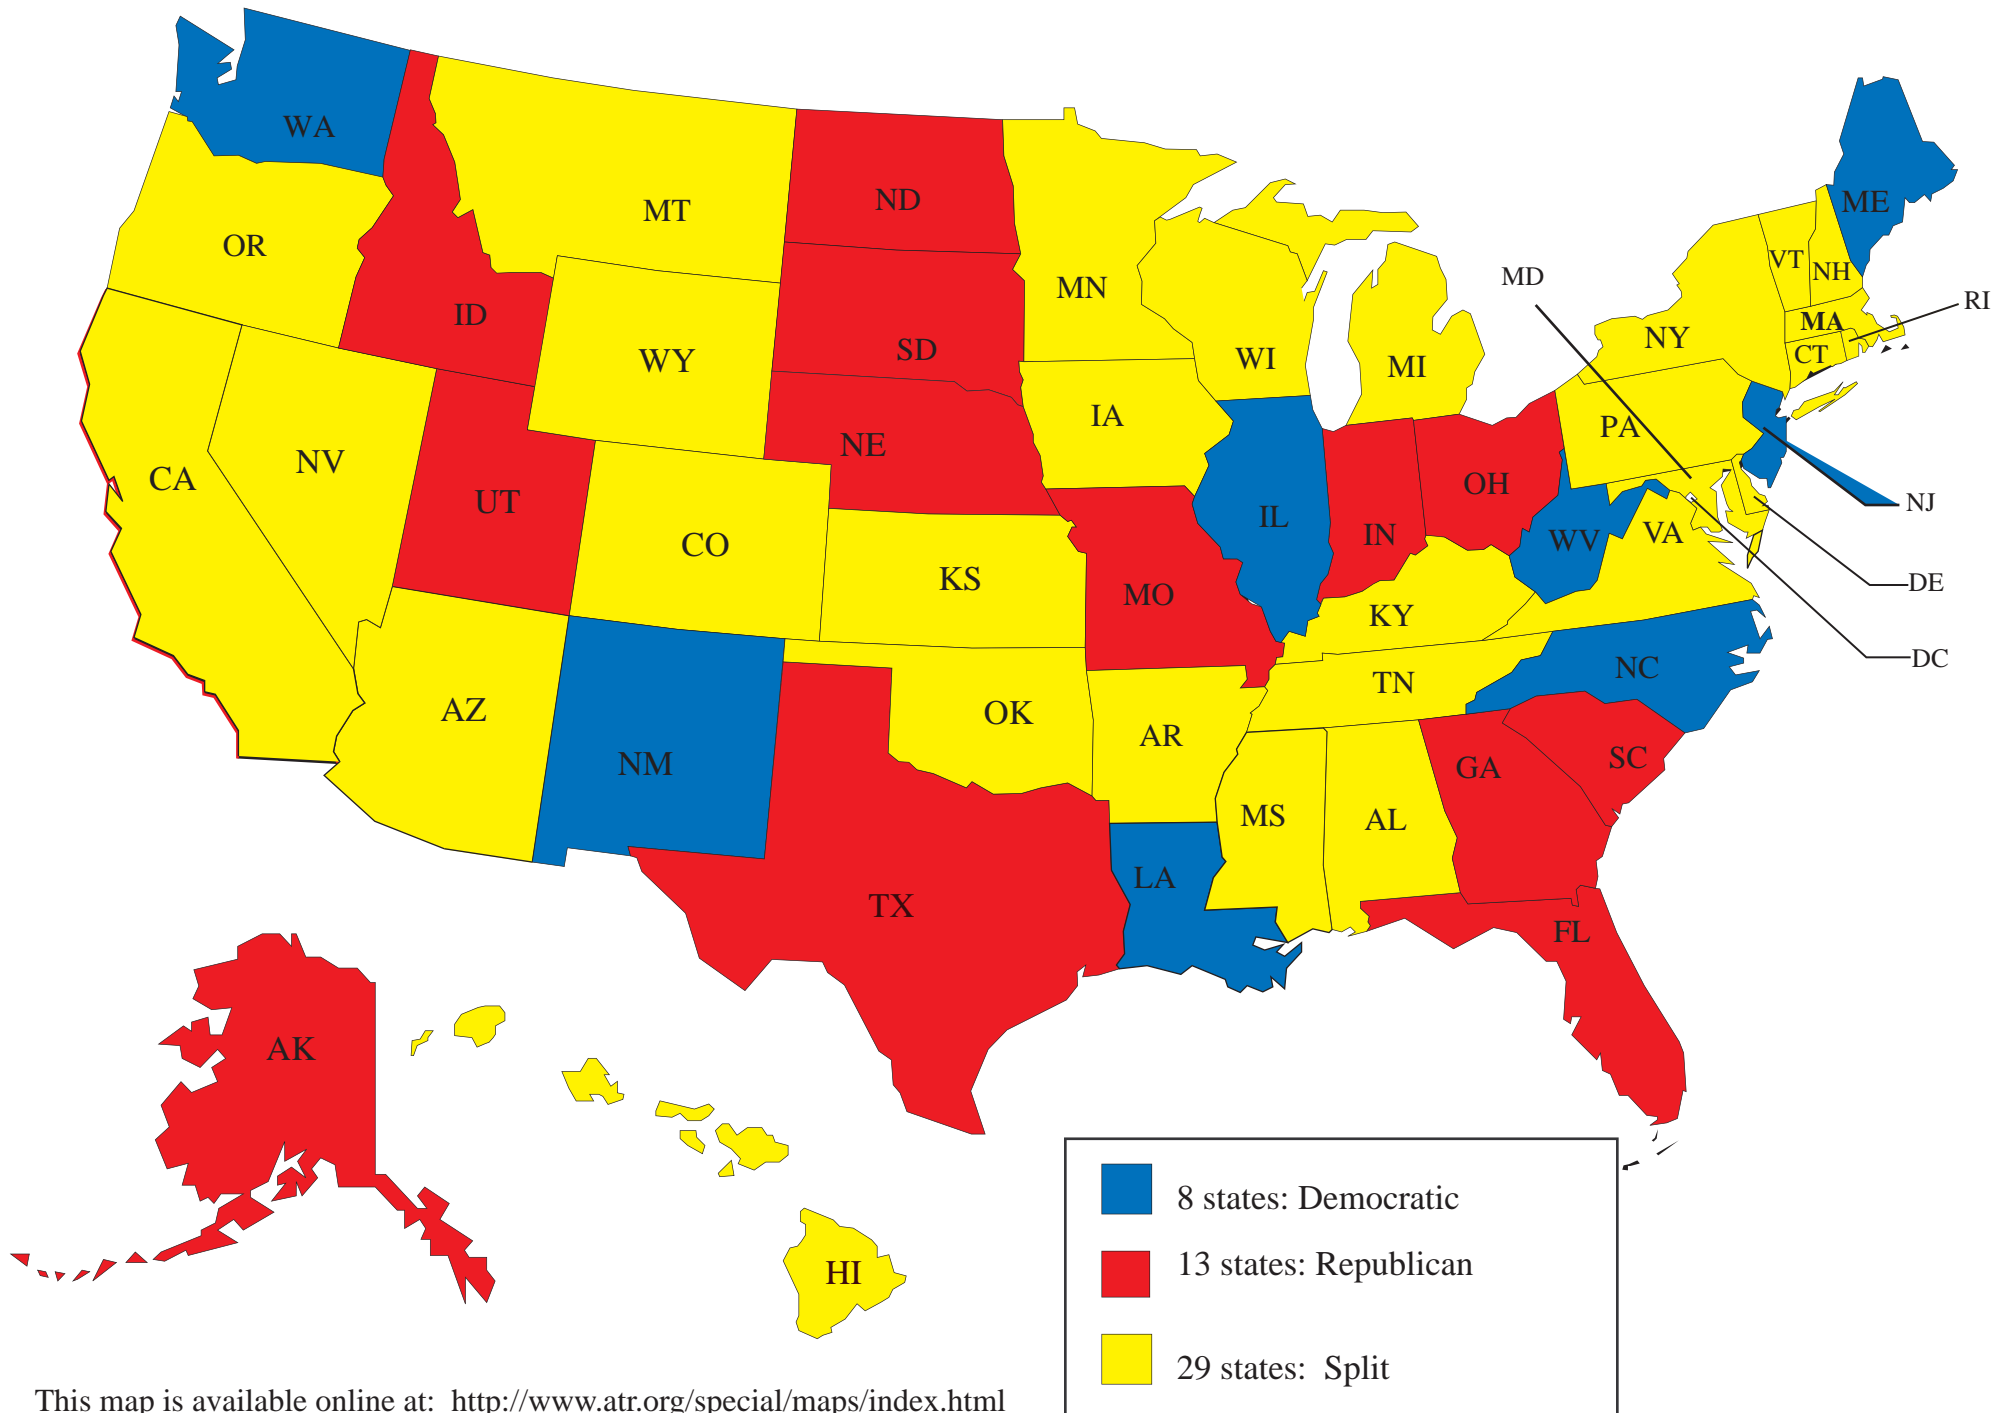 WA
ME
ND
MT
OR
VT
NH
MD
MN
RI
ID
MA
NY
SD
CT
WY
WI
MI
IA
PA
NE
NV
CA
OH
UT
NJ
IL
IN
WV
VA
CO
KS
DE
MO
KY
DC
NC
TN
AZ
OK
AR
NM
SC
GA
MS
AL
LA
TX
FL
AK
HI
8 states: Democratic
13 states: Republican
29 states: Split
This map is available online at: http://www.atr.org/special/maps/index.html